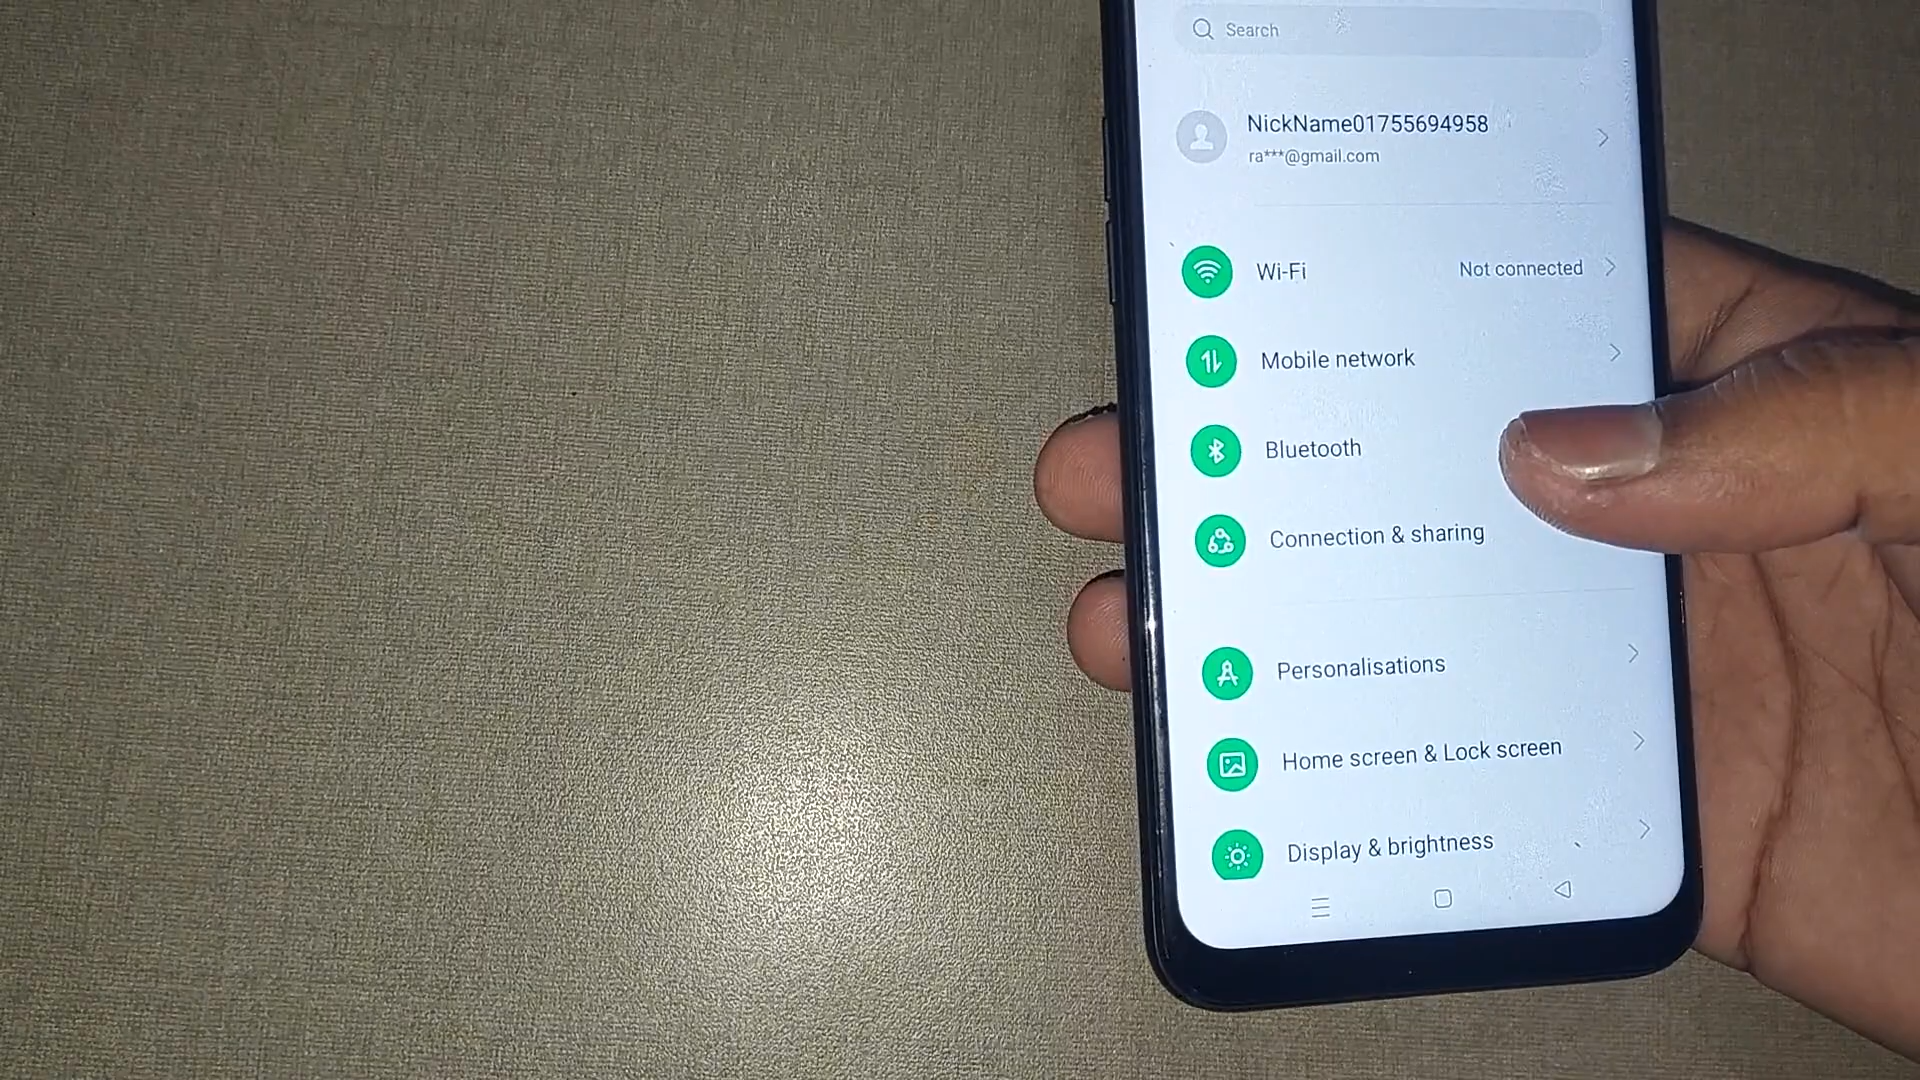 Search
NickName01755694958
ra***@gmail.com
Wi-Fi Not connected
Mobile network
Bluetooth
Connection & sharing
Personalisations
Home screen & Lock screen
Display & brightness